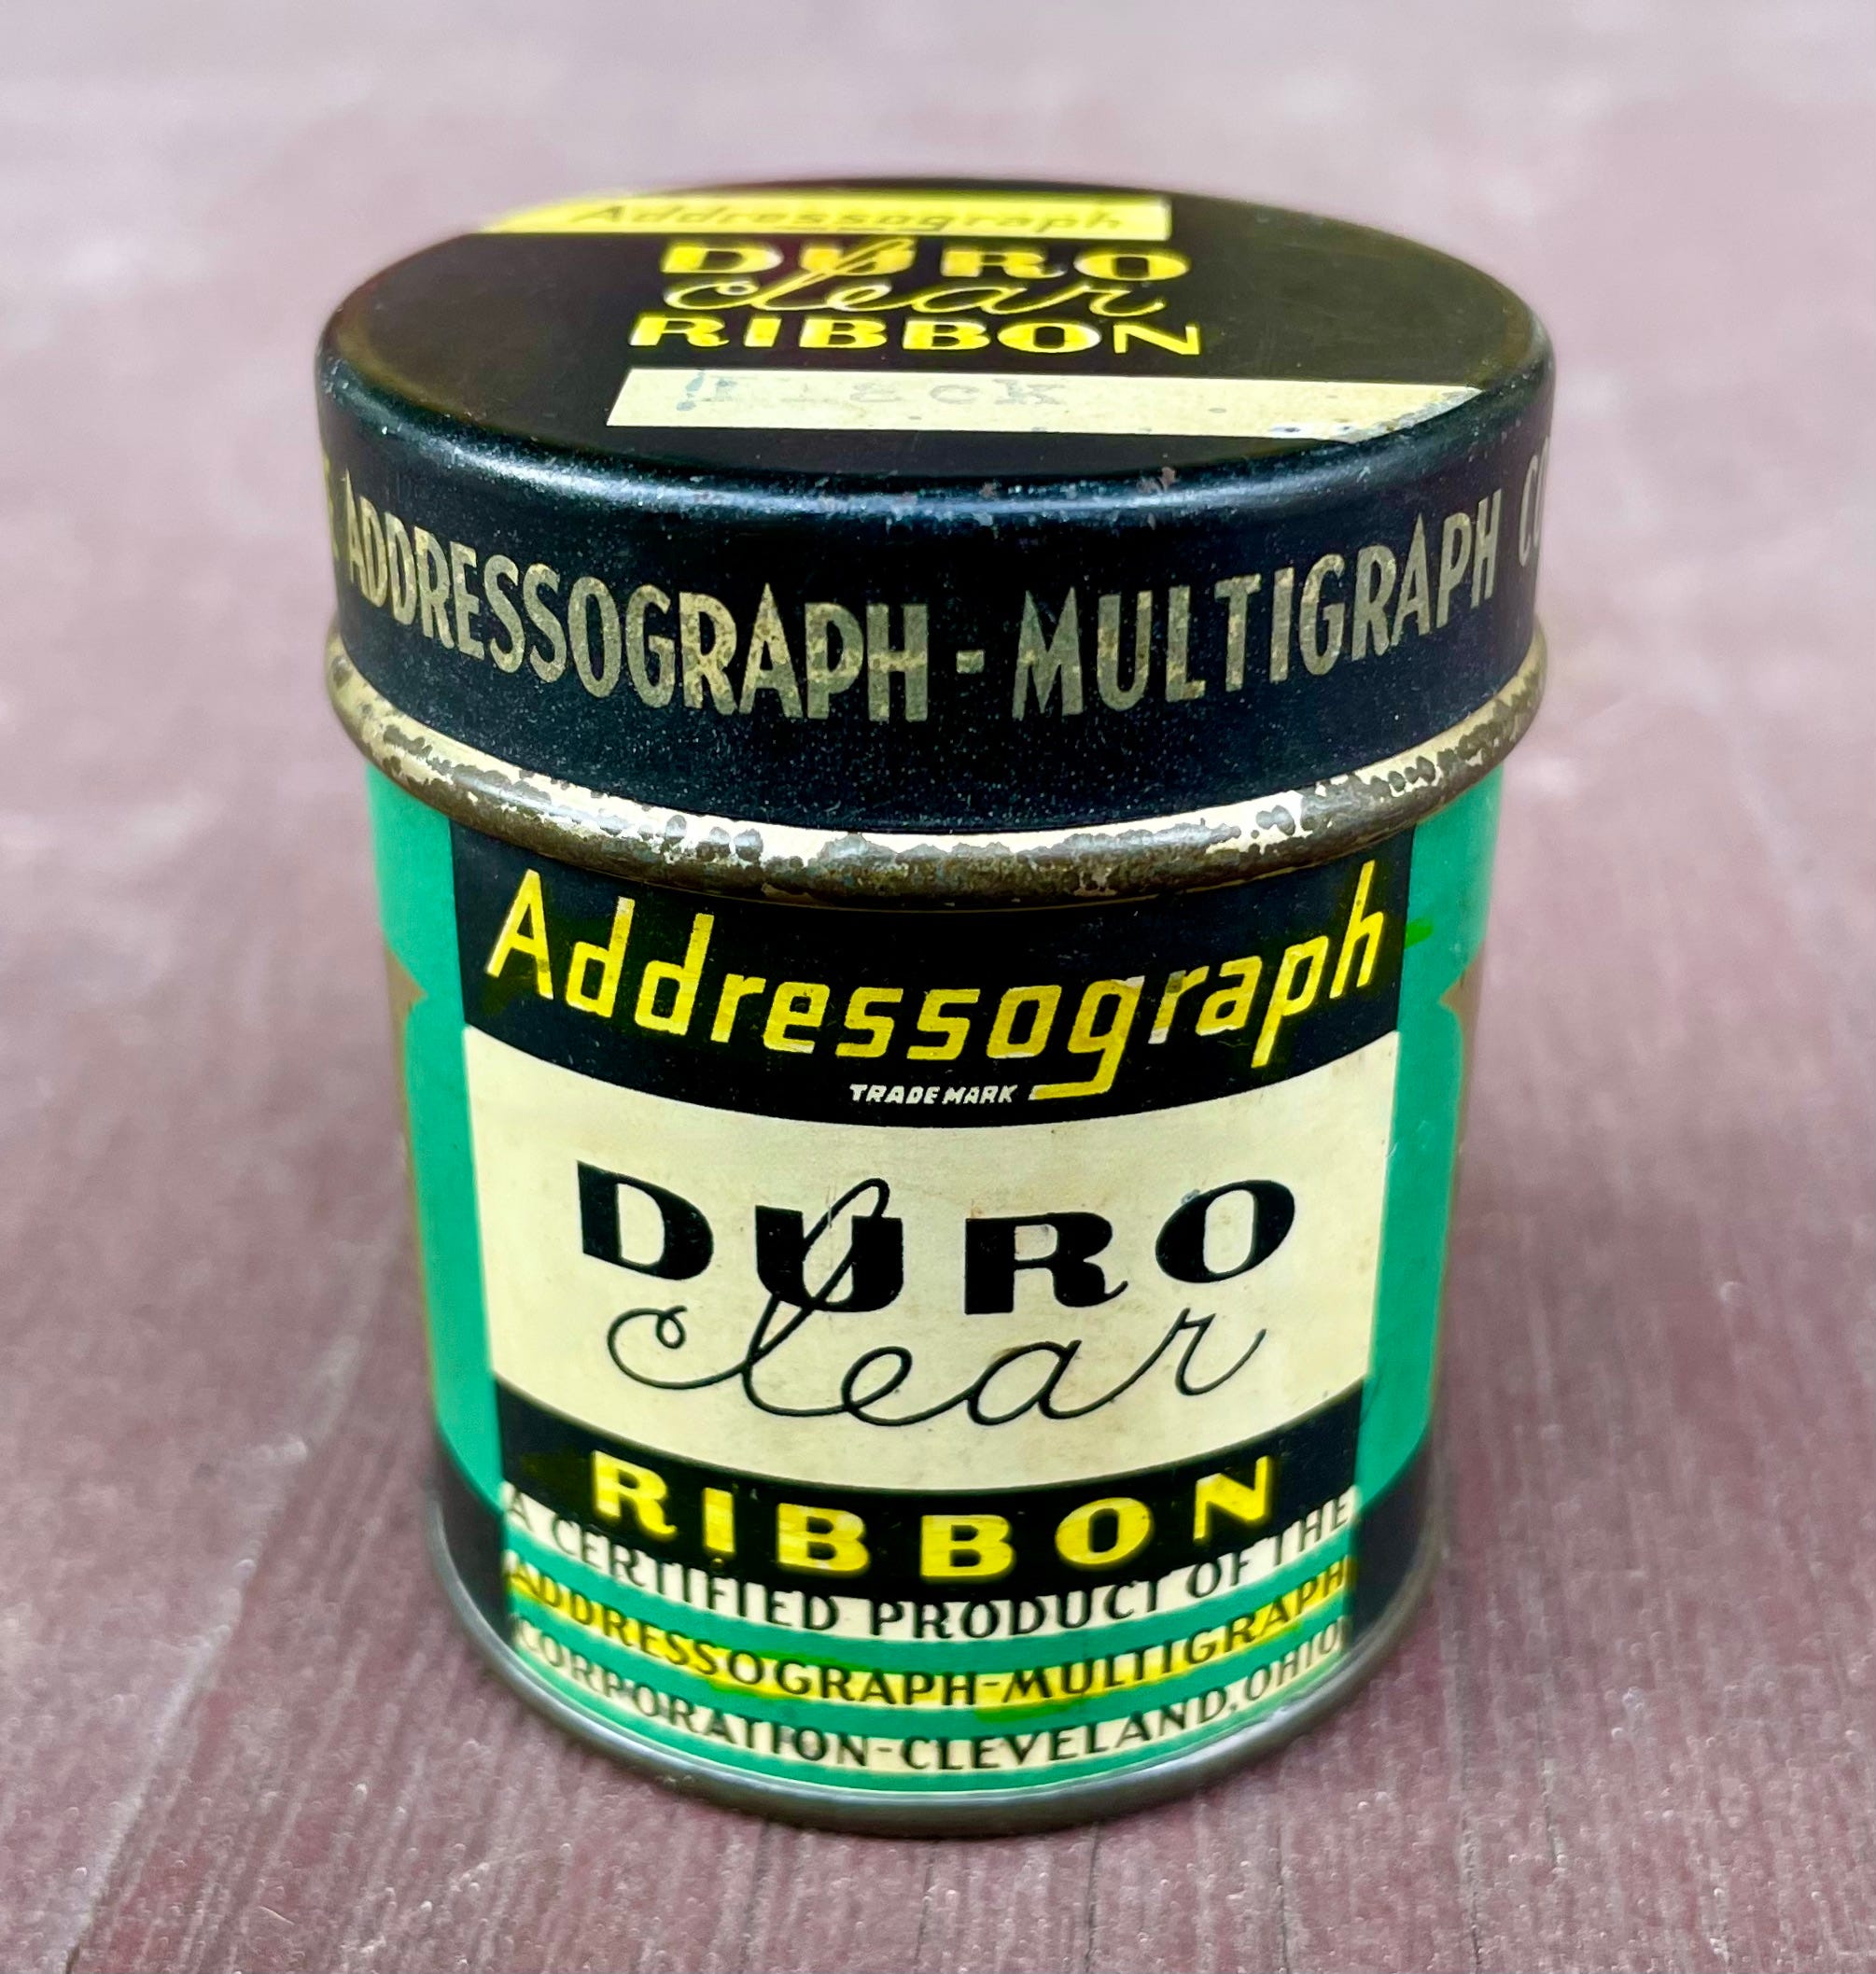 Addressograph
DURO
clear
RIBBON
ADDRESSOGRAPH - MULTIGRAPH
Addressograph
TRADE MARK
DURO
clear
RIBBON
A CERTIFIED PRODUCT OF THE
ADDRESSOGRAPH-MULTIGRAPH
CORPORATION-CLEVELAND, OHIO